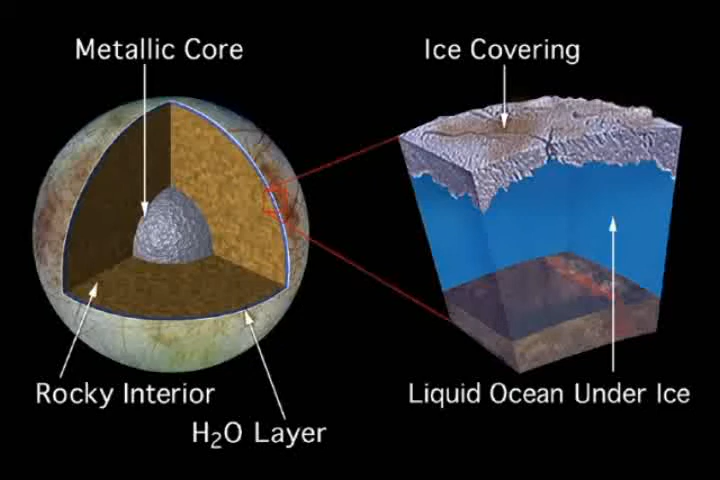 Metallic Core
Ice Covering
Rocky Interior
Liquid Ocean Under Ice
H₂O Layer